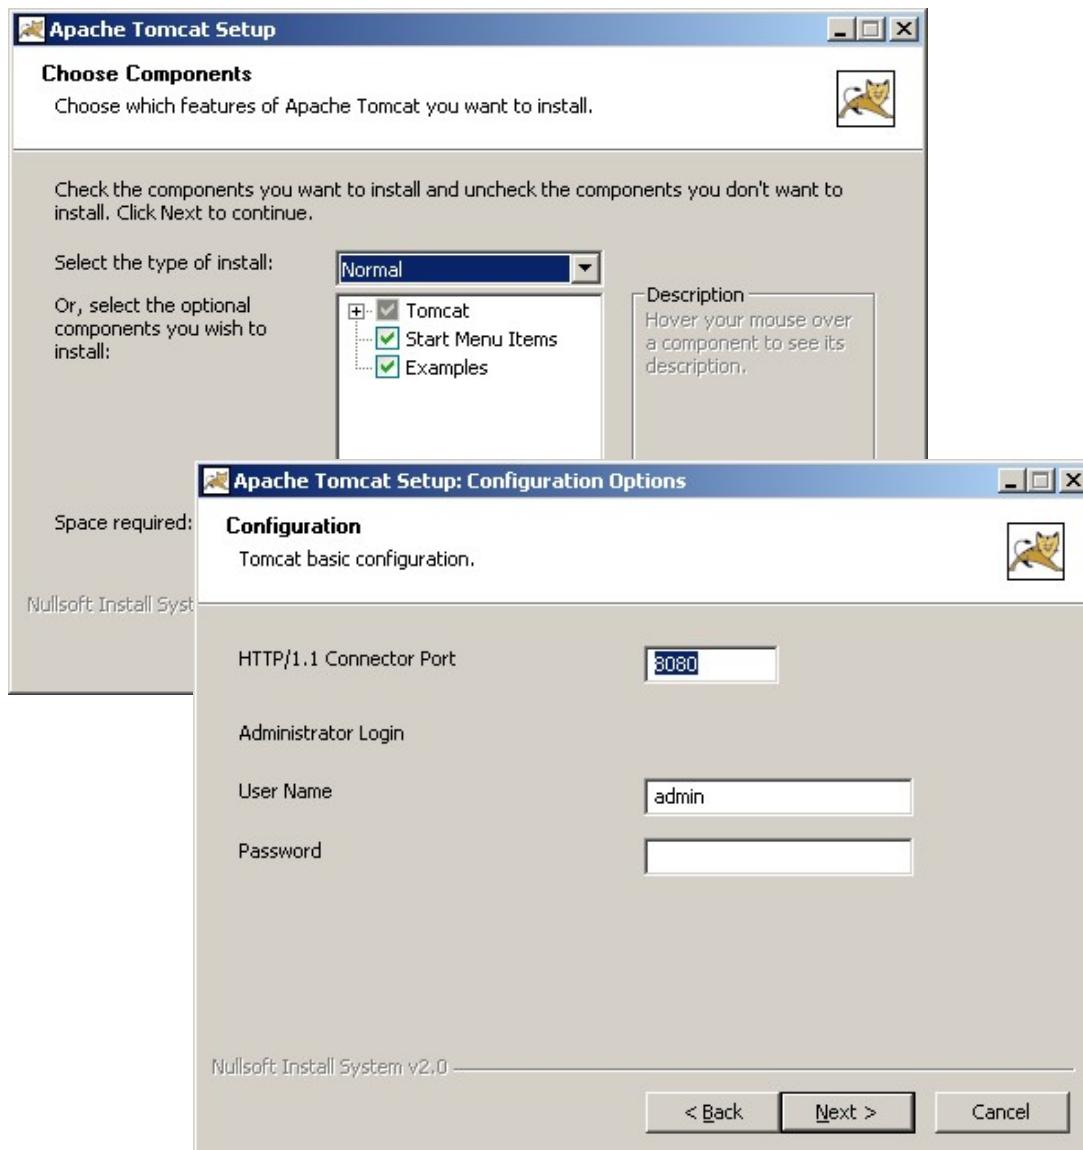 Apache Tomcat Setup
Choose Components
Choose which features of Apache Tomcat you want to install.
Check the components you want to install and uncheck the components you don't want to
install. Click Next to continue.
Select the type of install:
Normal
Or, select the optional
components you wish to
install:
Tomcat
Start Menu Items
Examples
Description
Hover your mouse over
a component to see its
description.
Space required:
Nullsoft Install Syst
Apache Tomcat Setup: Configuration Options
Configuration
Tomcat basic configuration.
HTTP/1.1 Connector Port
8080
Administrator Login
User Name
admin
Password
Nullsoft Install System v2.0
< Back
Next >
Cancel